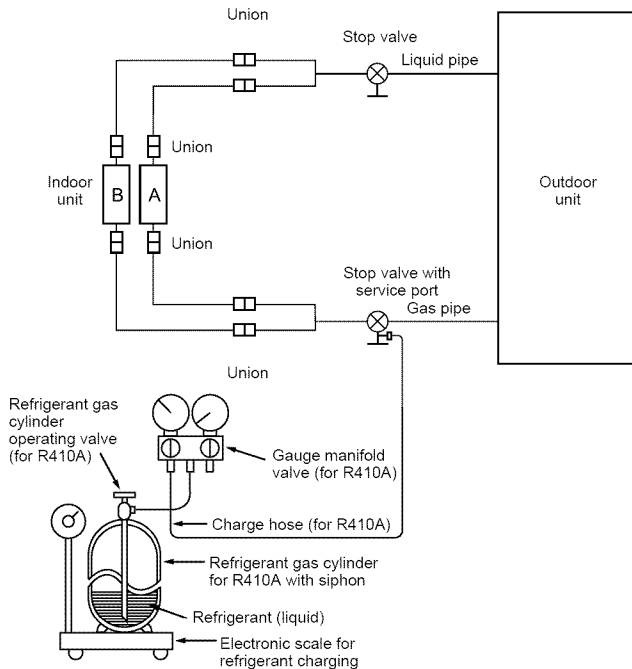 Union
Stop valve
Liquid pipe
Union
Indoor
unit
B
A
Outdoor
unit
Union
Stop valve with
service port
Gas pipe
Union
Refrigerant gas
cylinder
operating valve
(for R410A)
Gauge manifold
valve (for R410A)
Charge hose (for R410A)
Refrigerant gas cylinder
for R410A with siphon
Refrigerant (liquid)
Electronic scale for
refrigerant charging